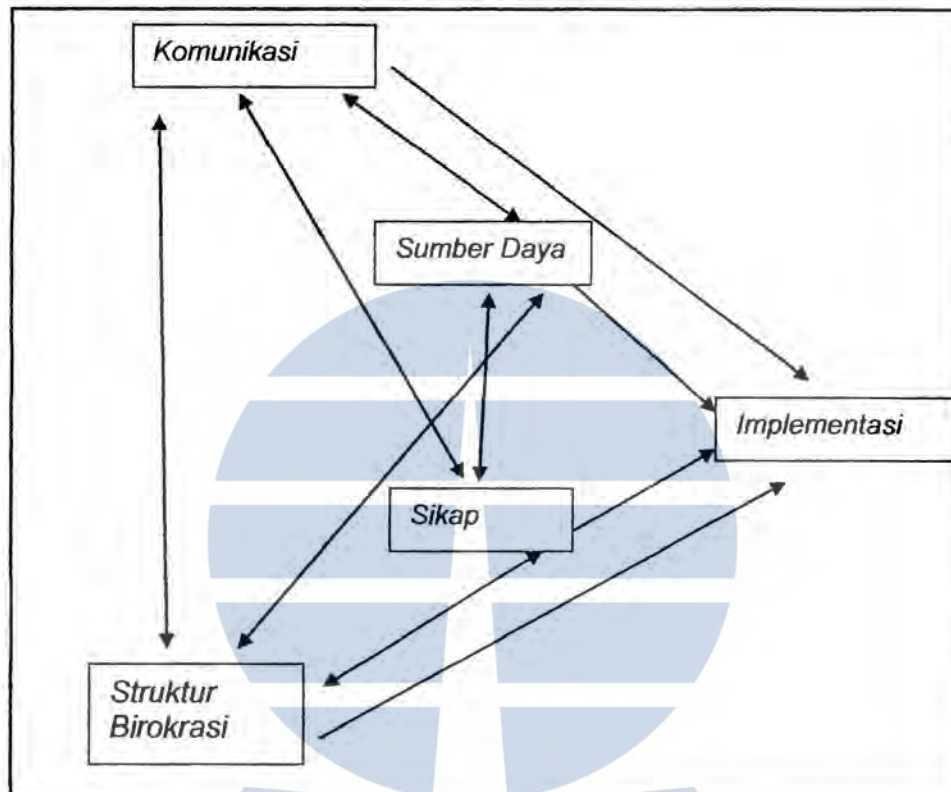 Komunikasi
Sumber Daya
Implementasi
Sikap
Struktur
Birokrasi